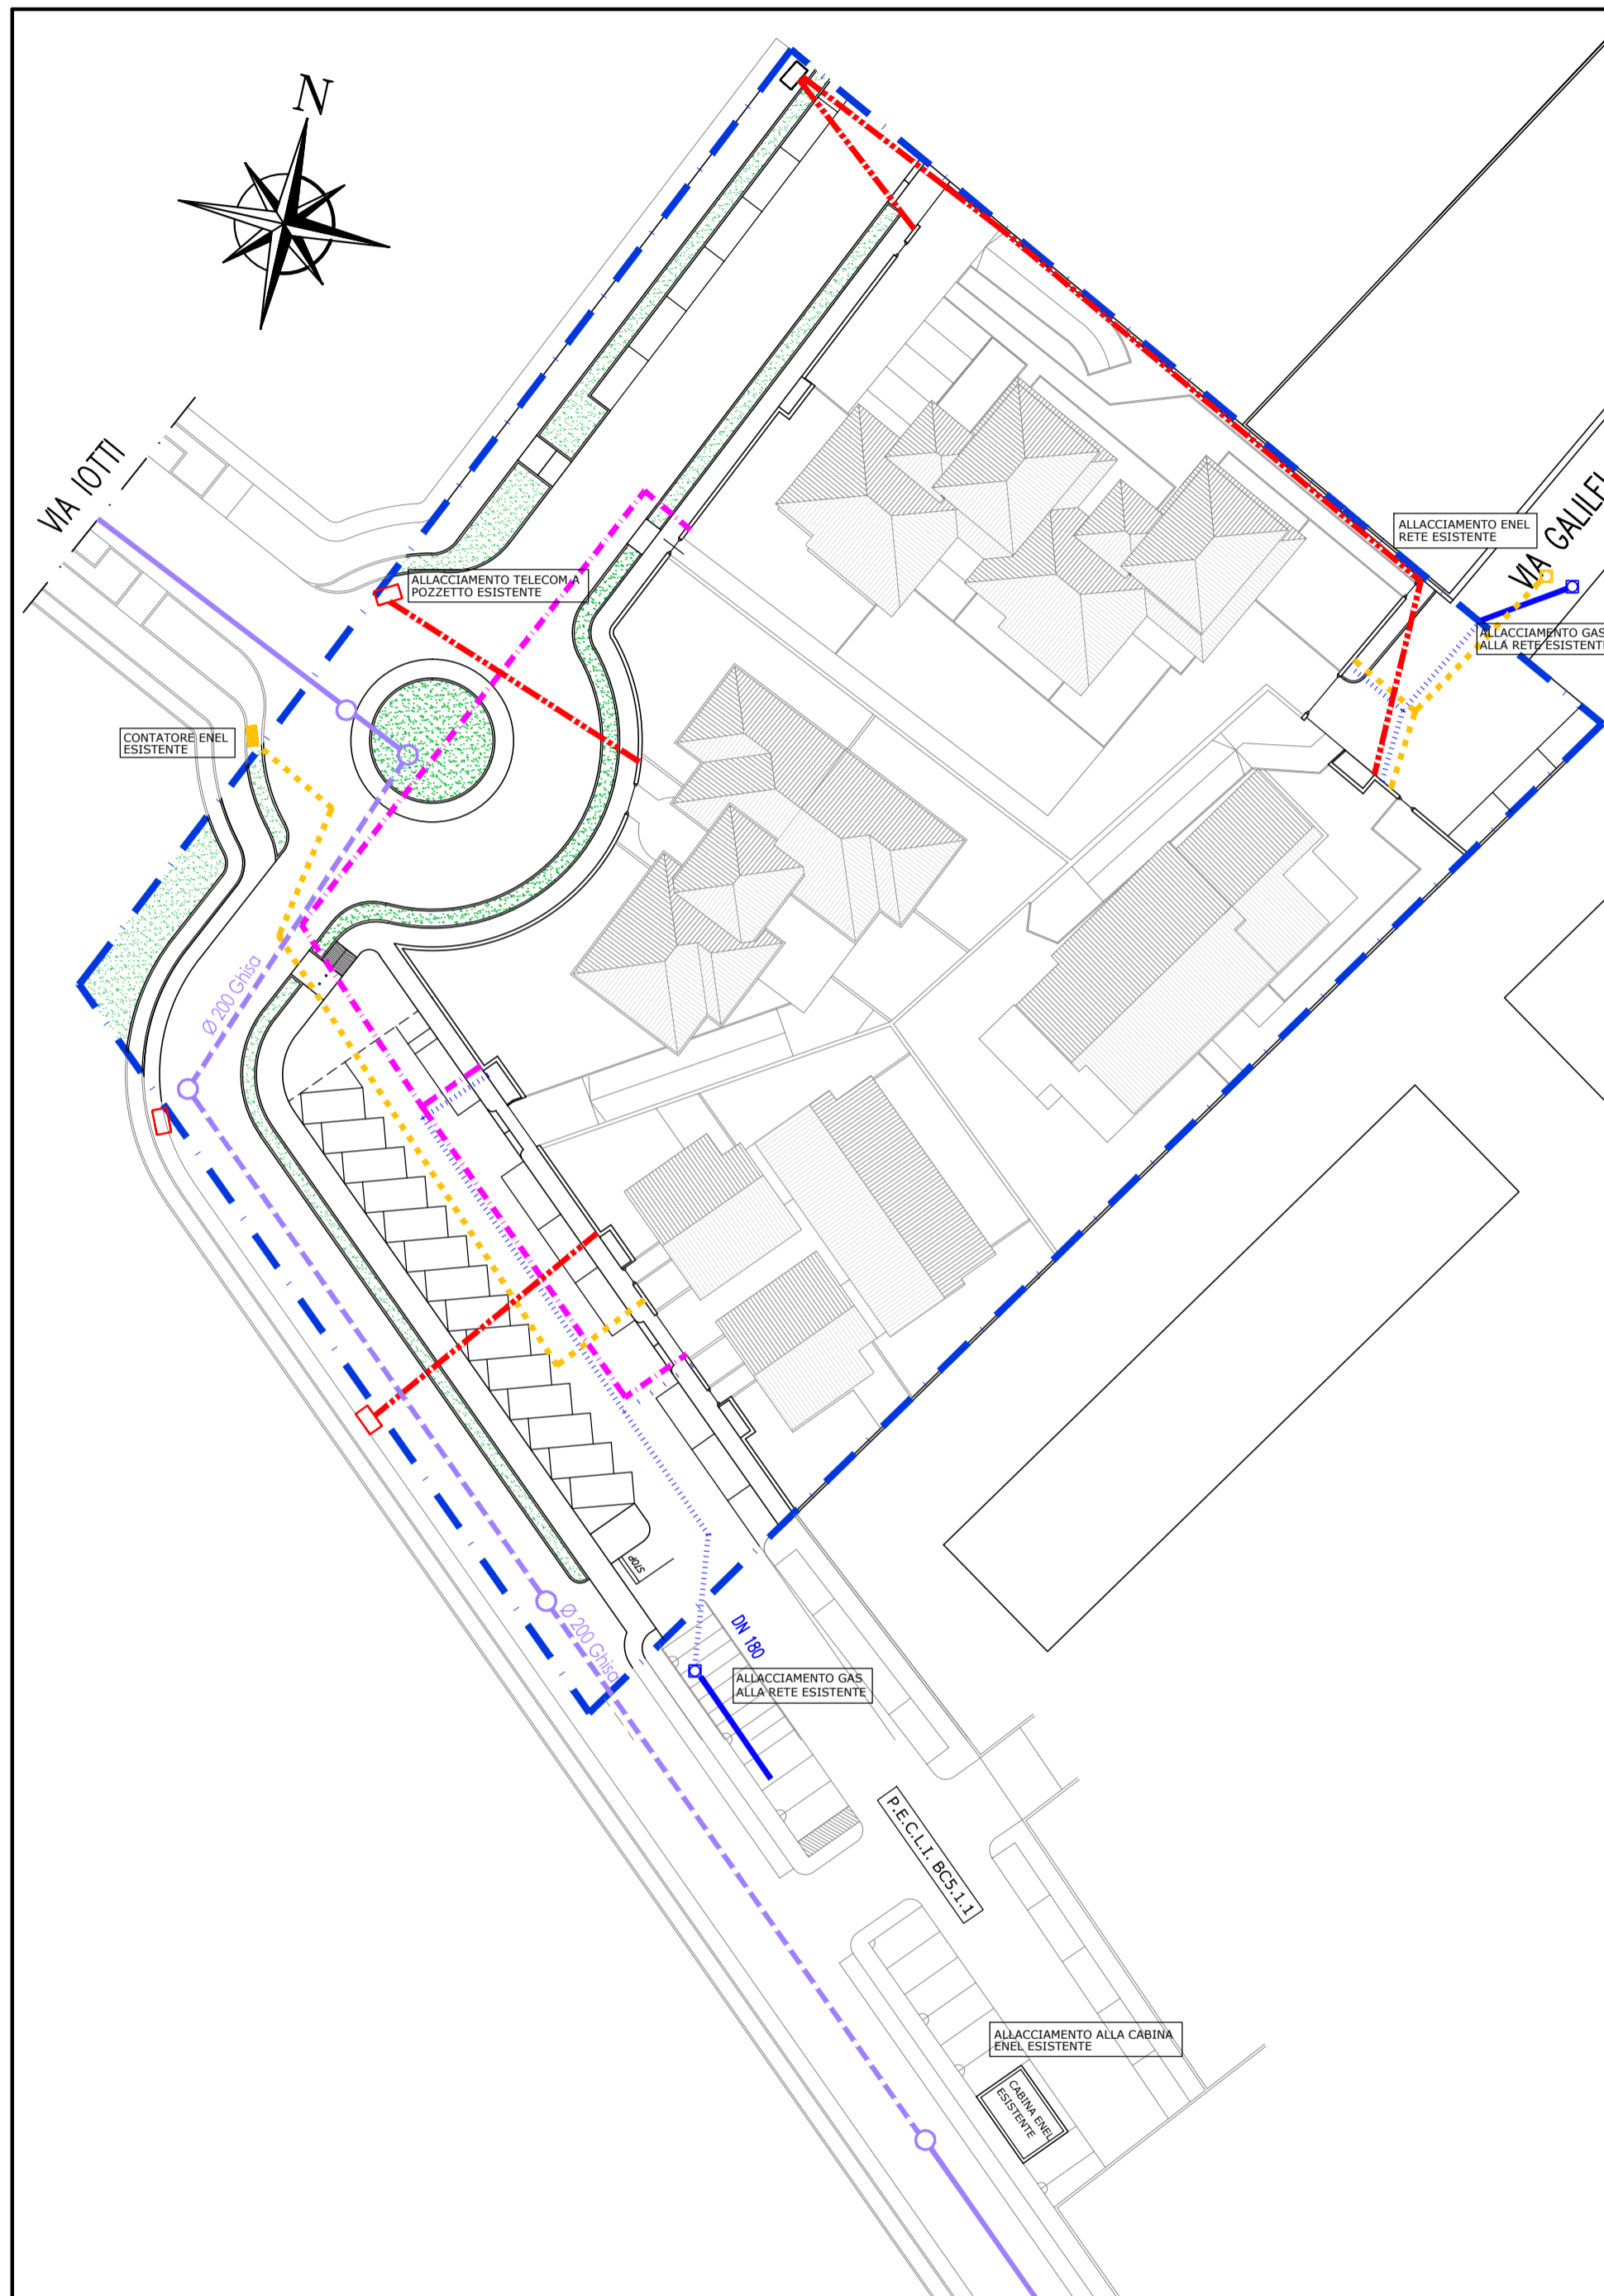 N
VIA IOTTI
ALLACCIAMENTO ENEL
RETE ESISTENTE
VIA GALILEI
ALLACCIAMENTO TELECOM A
POZZETTO ESISTENTE
ALLACCIAMENTO GAS
ALLA RETE ESISTENTE
CONTATORE ENEL
ESISTENTE
Ø 200 Ghisa
STOP
Ø 200 Ghisa
DN 180
ALLACCIAMENTO GAS
ALLA RETE ESISTENTE
P.E.C.L.I. BC5.1.1
ALLACCIAMENTO ALLA CABINA
ENEL ESISTENTE
CABINA ENEL
ESISTENTE